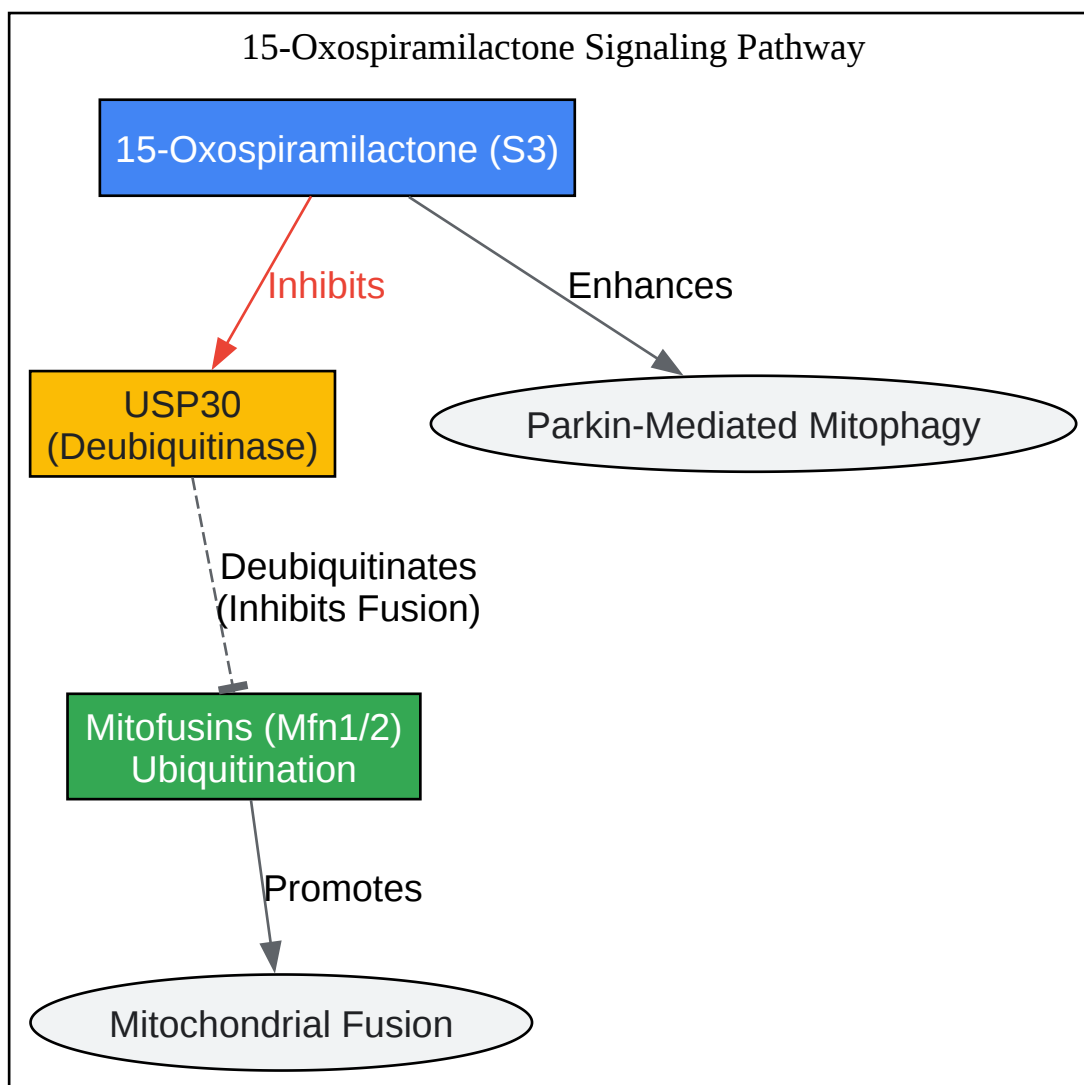 15-Oxospiramilactone Signaling Pathway
15-Oxospiramilactone (S3)
Inhibits
Enhances
USP30
(Deubiquitinase)
Parkin-Mediated Mitophagy
Deubiquitinates
(Inhibits Fusion)
Mitofusins (Mfn1/2)
Ubiquitination
Promotes
Mitochondrial Fusion